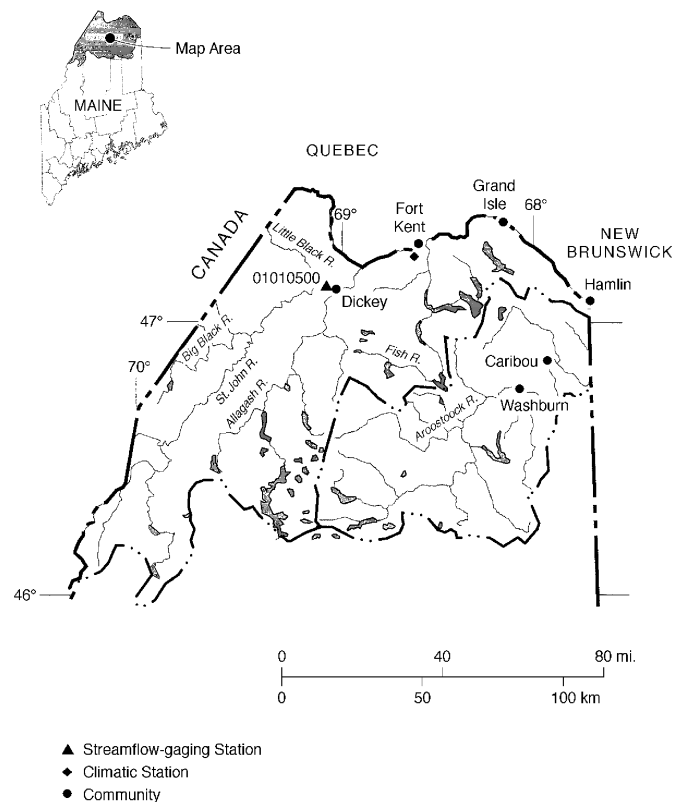 Map Area
MAINE
QUEBEC
Grand
Isle
68°
Fort
Kent
69°
NEW
BRUNSWICK
CANADA
Little Black R.
Hamlin
01010500
Dickey
47°
Big Black R.
70°
St. John R.
Fish R.
Caribou
Allagash R.
Washburn
Aroostoock R.
46°
0 40 80 mi.
0 50 100 km
Streamflow-gaging Station
Climatic Station
Community